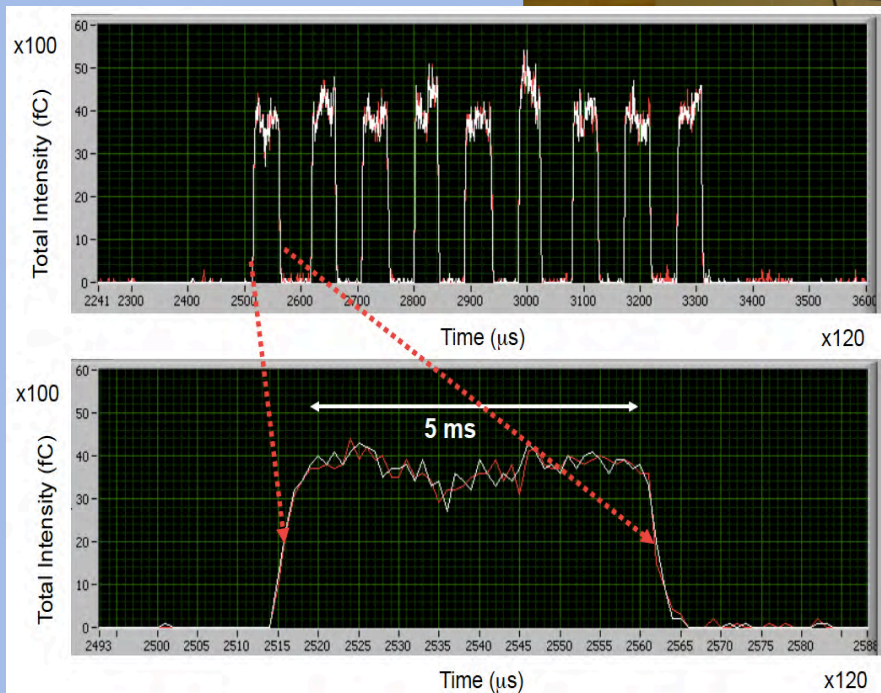 x100
Total Intensity (fC)
60
50
40
30
20
10
0
2241 2300 2400 2500 2600 2700 2800 2900 3000 3100 3200 3300 3400 3500 3600
Time (μs)
x120
x100
Total Intensity (fC)
60
50
40
30
20
10
0
5 ms
2493 2500 2505 2510 2515 2520 2525 2530 2535 2540 2545 2550 2555 2560 2565 2570 2575 2580 2588
Time (μs)
x120